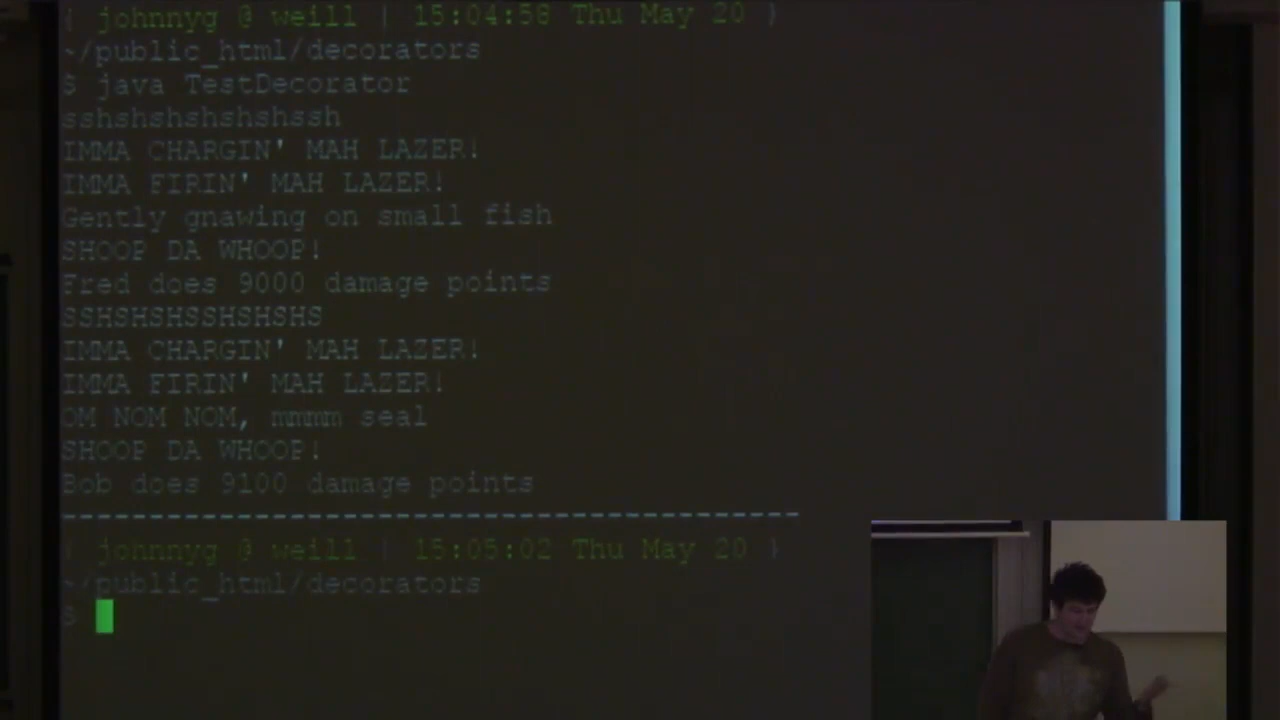 { johnnyg @ weill | 15:04:58 Thu May 20 }
~/public_html/decorators
$ java TestDecorator
sshshshshshshssh
IMMA CHARGIN' MAH LAZER!
IMMA FIRIN' MAH LAZER!
Gently gnawing on small fish
SHOOP DA WHOOP!
Fred does 9000 damage points
SSHSHSHSSHSHSHS
IMMA CHARGIN' MAH LAZER!
IMMA FIRIN' MAH LAZER!
OM NOM NOM, mmmm seal
SHOOP DA WHOOP!
Bob does 9100 damage points
------------------------------------------
{ johnnyg @ weill | 15:05:02 Thu May 20 }
~/public_html/decorators
$